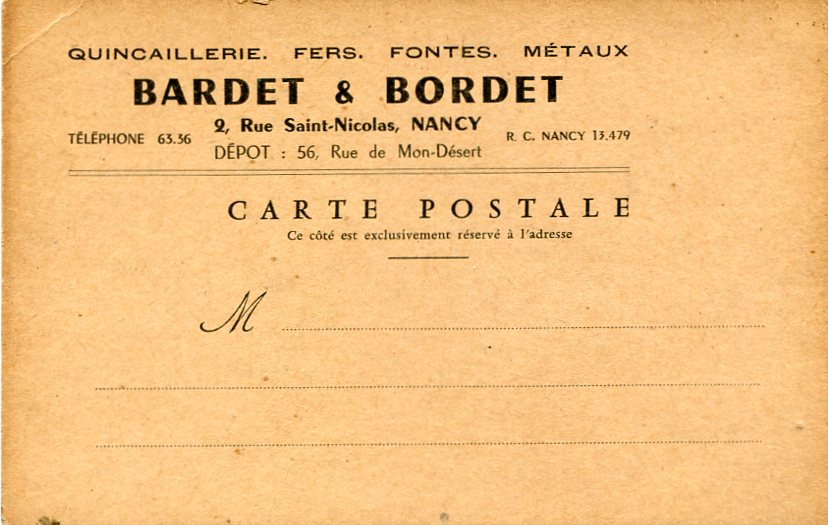 QUINCAILLERIE. FERS. FONTES. MÉTAUX
BARDET & BORDET
TÉLÉPHONE 63.36
2, Rue Saint-Nicolas, NANCY
DÉPOT : 56, Rue de Mon-Désert
R. C. NANCY 13.479
CARTE POSTALE
Ce côté est exclusivement réservé à l'adresse
M